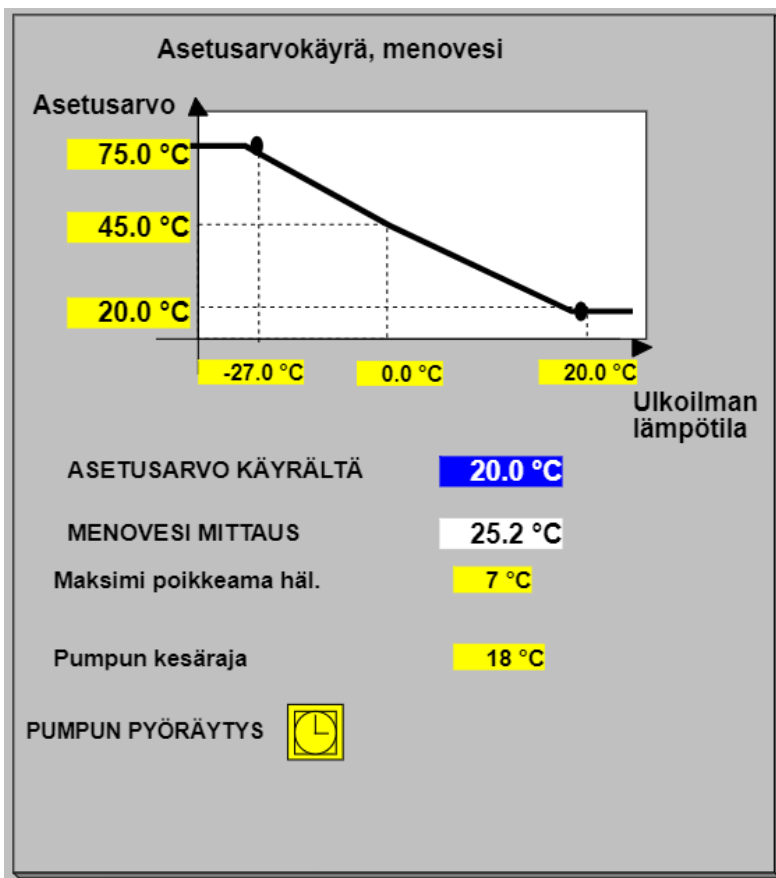 Asetusarvokäyrä, menovesi
Asetusarvo
75.0 °C
45.0 °C
20.0 °C
-27.0 °C 0.0 °C 20.0 °C
Ulkoilman
lämpötila
ASETUSARVO KÄYRÄLTÄ 20.0 °C
MENOVESI MITTAUS 25.2 °C
Maksimi poikkeama häl. 7 °C
Pumpun kesäraja 18 °C
PUMPUN PYÖRÄYTYS